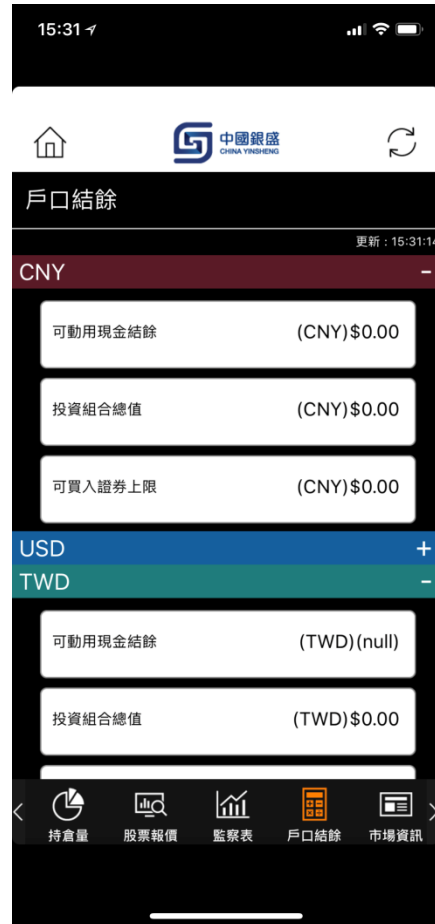 15:31
中國銀盛
CHINA YINSHENG
戶口結餘
更新：15:31:14
CNY -
可動用現金結餘 (CNY)$0.00
投資組合總值 (CNY)$0.00
可買入證券上限 (CNY)$0.00
USD +
TWD -
可動用現金結餘 (TWD)(null)
投資組合總值 (TWD)$0.00
持倉量 股票報價 監察表 戶口結餘 市場資訊